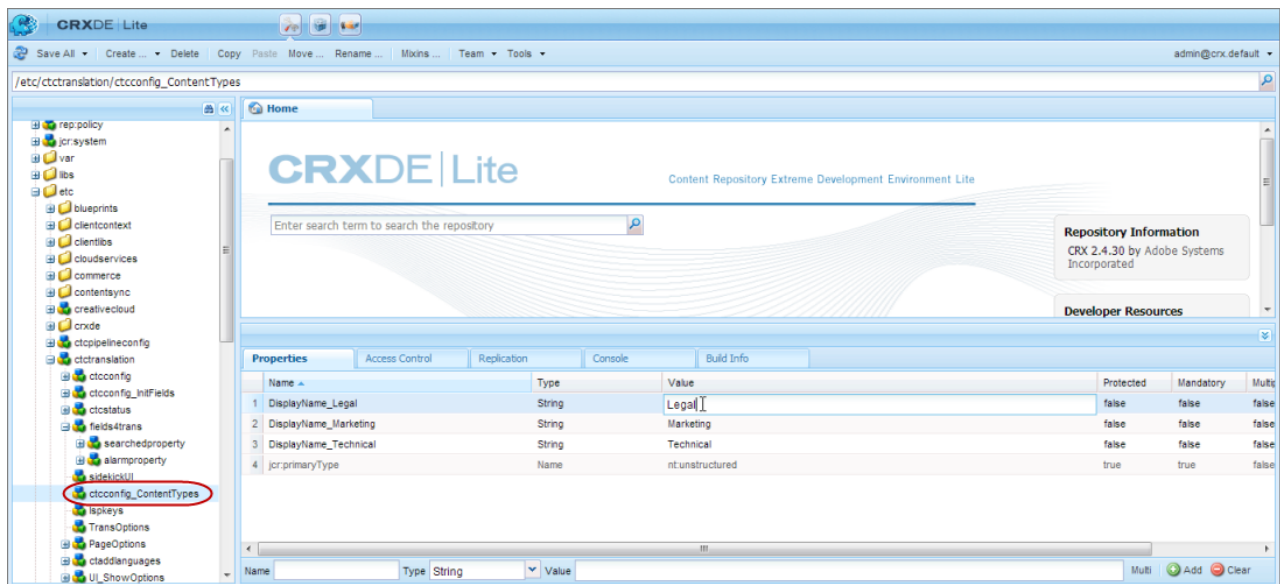 CRXDE Lite
Save All Create ... Delete Copy Paste Move ... Rename ... Mixins ... Team Tools admin@crx.default
/etc/ctctranslation/ctcconfig_ContentTypes
rep:policy
jcr:system
var
libs
etc
blueprints
clientcontext
clientlibs
cloudservices
commerce
contentsync
creativecloud
crxde
ctcpipelineconfig
ctctranslation
ctcconfig
ctcconfig_InitFields
ctcstatus
fields4trans
searchedproperty
alarmproperty
sidekickUI
ctcconfig_ContentTypes
lspkeys
TransOptions
PageOptions
ctaddlanguages
UI_ShowOptions
Home
CRXDE Lite
Content Repository Extreme Development Environment Lite
Enter search term to search the repository
Repository Information
CRX 2.4.30 by Adobe Systems
Incorporated
Developer Resources
Properties Access Control Replication Console Build Info
Name Type Value Protected Mandatory Multip
1 DisplayName_Legal String Legal false false false
2 DisplayName_Marketing String Marketing false false false
3 DisplayName_Technical String Technical false false false
4 jcr:primaryType Name nt:unstructured true true false
Name Type String Value Multi Add Clear